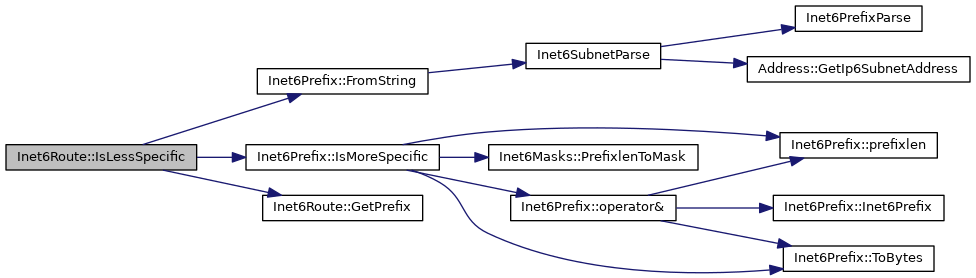 Inet6PrefixParse
Inet6SubnetParse
Address::GetIp6SubnetAddress
Inet6Prefix::FromString
Inet6Prefix::prefixlen
Inet6Route::IsLessSpecific
Inet6Prefix::IsMoreSpecific
Inet6Masks::PrefixlenToMask
Inet6Route::GetPrefix
Inet6Prefix::operator&
Inet6Prefix::Inet6Prefix
Inet6Prefix::ToBytes